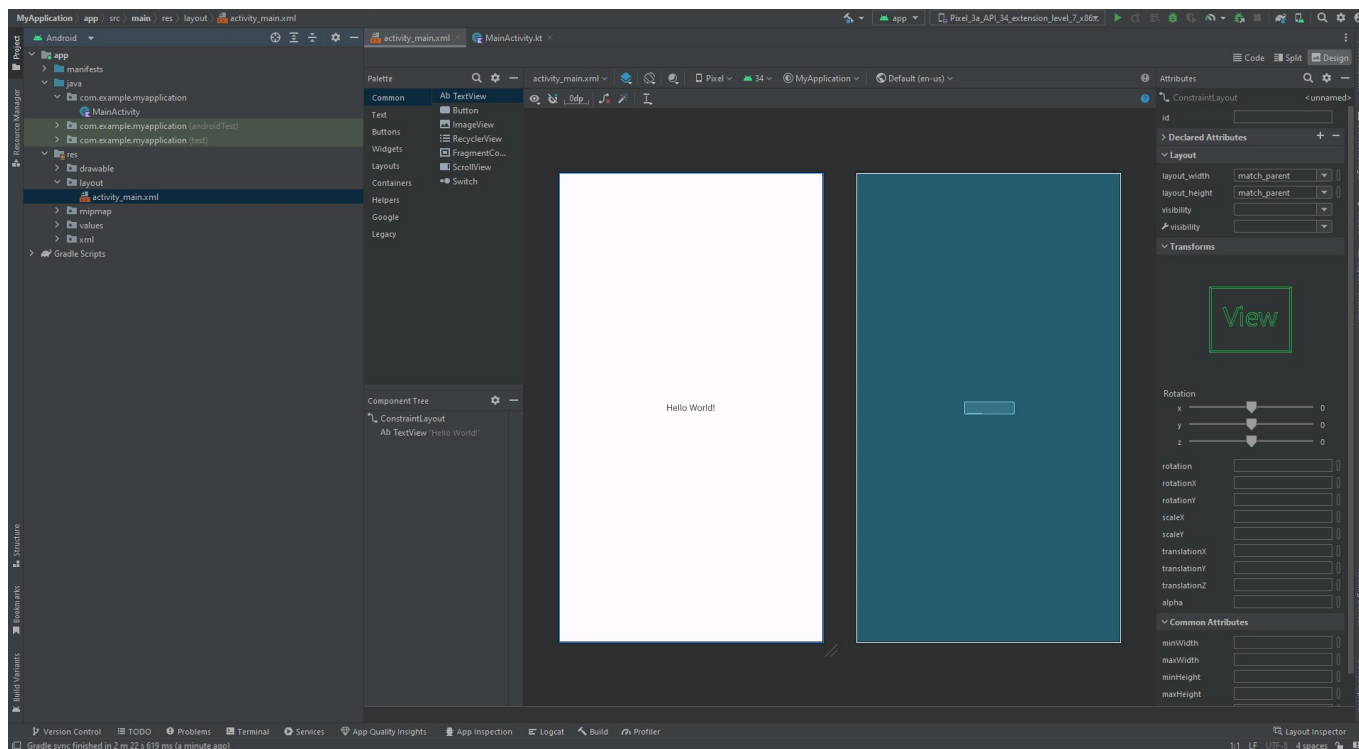 MyApplication app src main res layout activity_main.xml
app Pixel_3a_API_34_extension_level_7_x86
Android
activity_main.xml MainActivity.kt
Code Split Design
Project
Resource Manager
Structure
Bookmarks
Build Variants
app
manifests
java
com.example.myapplication
MainActivity
com.example.myapplication (androidTest)
com.example.myapplication (test)
res
drawable
layout
activity_main.xml
mipmap
values
xml
Gradle Scripts
Palette
Common
Text
Buttons
Widgets
Layouts
Containers
Helpers
Google
Legacy
Ab TextView
Button
ImageView
RecyclerView
FragmentCo...
ScrollView
Switch
Component Tree
ConstraintLayout
Ab TextView "Hello World!"
activity_main.xml Pixel 34 MyApplication Default (en-us)
0dp
Hello World!
Attributes
ConstraintLayout <unnamed>
id
Declared Attributes
Layout
layout_width match_parent
layout_height match_parent
visibility
visibility
Transforms
View
Rotation
x 0
y 0
z 0
rotation
rotationX
rotationY
scaleX
scaleY
translationX
translationY
translationZ
alpha
Common Attributes
minWidth
maxWidth
minHeight
maxHeight
Version Control TODO Problems Terminal Services App Quality Insights App Inspection Logcat Build Profiler Layout Inspector
Gradle sync finished in 2 m 22 s 619 ms (a minute ago) 1:1 LF UTF-8 4 spaces